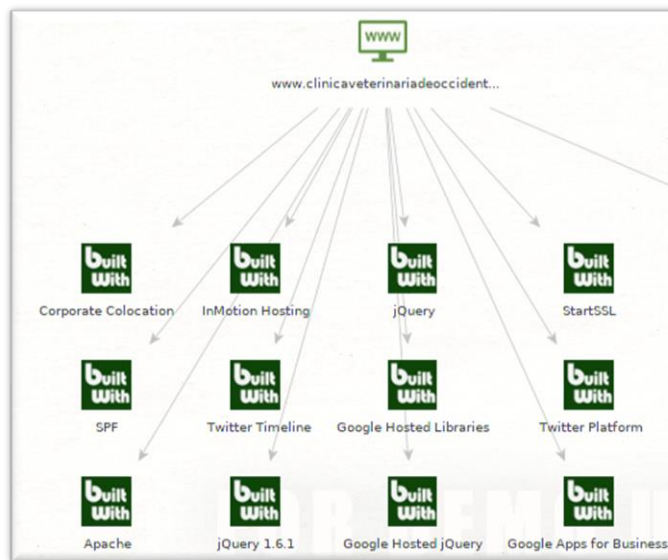 WWW
www.clinicaveterinariadeoccident...
built With
built With
built With
built With
Corporate Colocation
InMotion Hosting
jQuery
StartSSL
built With
built With
built With
built With
SPF
Twitter Timeline
Google Hosted Libraries
Twitter Platform
built With
built With
built With
built With
Apache
jQuery 1.6.1
Google Hosted jQuery
Google Apps for Business